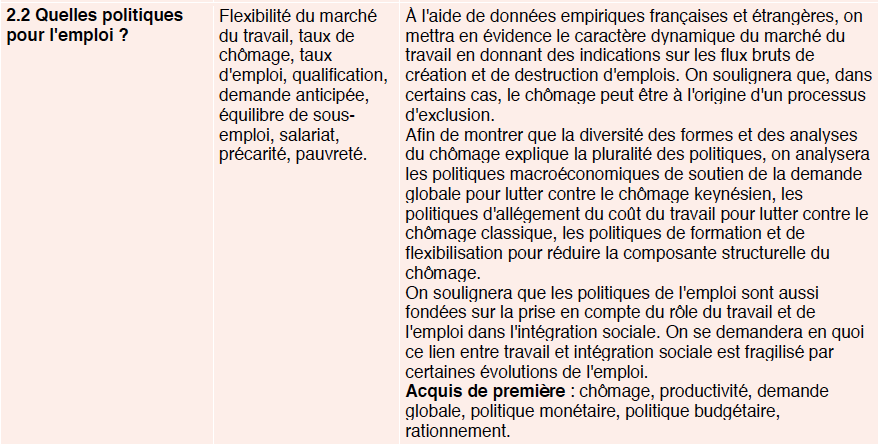 2.2 Quelles politiques
pour l'emploi ?
Flexibilité du marché
du travail, taux de
chômage, taux
d'emploi, qualification,
demande anticipée,
équilibre de sous-
emploi, salariat,
précarité, pauvreté.
À l'aide de données empiriques françaises et étrangères, on
mettra en évidence le caractère dynamique du marché du
travail en donnant des indications sur les flux bruts de
création et de destruction d'emplois. On soulignera que, dans
certains cas, le chômage peut être à l'origine d'un processus
d'exclusion.
Afin de montrer que la diversité des formes et des analyses
du chômage explique la pluralité des politiques, on analysera
les politiques macroéconomiques de soutien de la demande
globale pour lutter contre le chômage keynésien, les
politiques d'allégement du coût du travail pour lutter contre le
chômage classique, les politiques de formation et de
flexibilisation pour réduire la composante structurelle du
chômage.
On soulignera que les politiques de l'emploi sont aussi
fondées sur la prise en compte du rôle du travail et de
l'emploi dans l'intégration sociale. On se demandera en quoi
ce lien entre travail et intégration sociale est fragilisé par
certaines évolutions de l'emploi.
Acquis de première : chômage, productivité, demande
globale, politique monétaire, politique budgétaire,
rationnement.